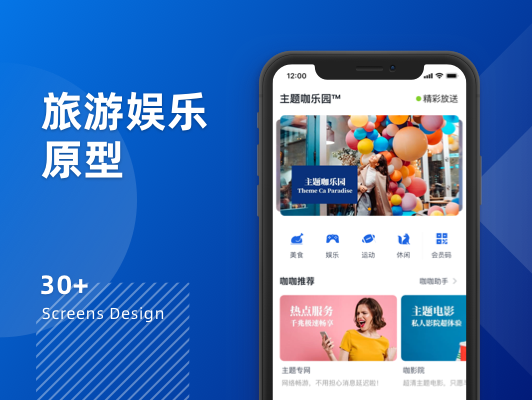 旅游娱乐
原型
30+
Screens Design
12:00
主题咖乐园™
精彩放送
主题咖乐园
Theme Ca Paradise
美食
娱乐
运动
休闲
会员码
咖咖推荐
咖咖助手
热点服务
千兆极速畅享
主题电影
私人影院超体验
主题专网
网络畅游，不用担心消息延迟啦！
咖影院
超清主题电影，只愿